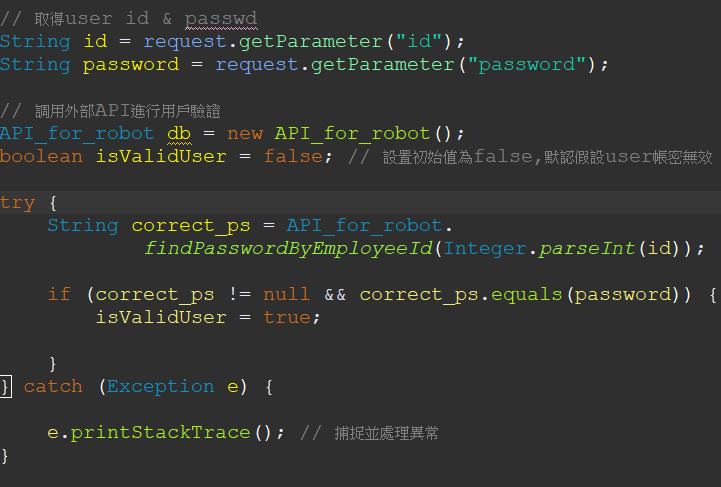 // 取得user id & passwd
String id = request.getParameter("id");
String password = request.getParameter("password");
// 調用外部API進行用戶驗證
API_for_robot db = new API_for_robot();
boolean isValidUser = false; // 設置初始值為false,默認假設user帳密無效
try {
String correct_ps = API_for_robot.
findPasswordByEmployeeId(Integer.parseInt(id));
if (correct_ps != null && correct_ps.equals(password)) {
isValidUser = true;
}
} catch (Exception e) {
e.printStackTrace(); // 捕捉並處理異常
}